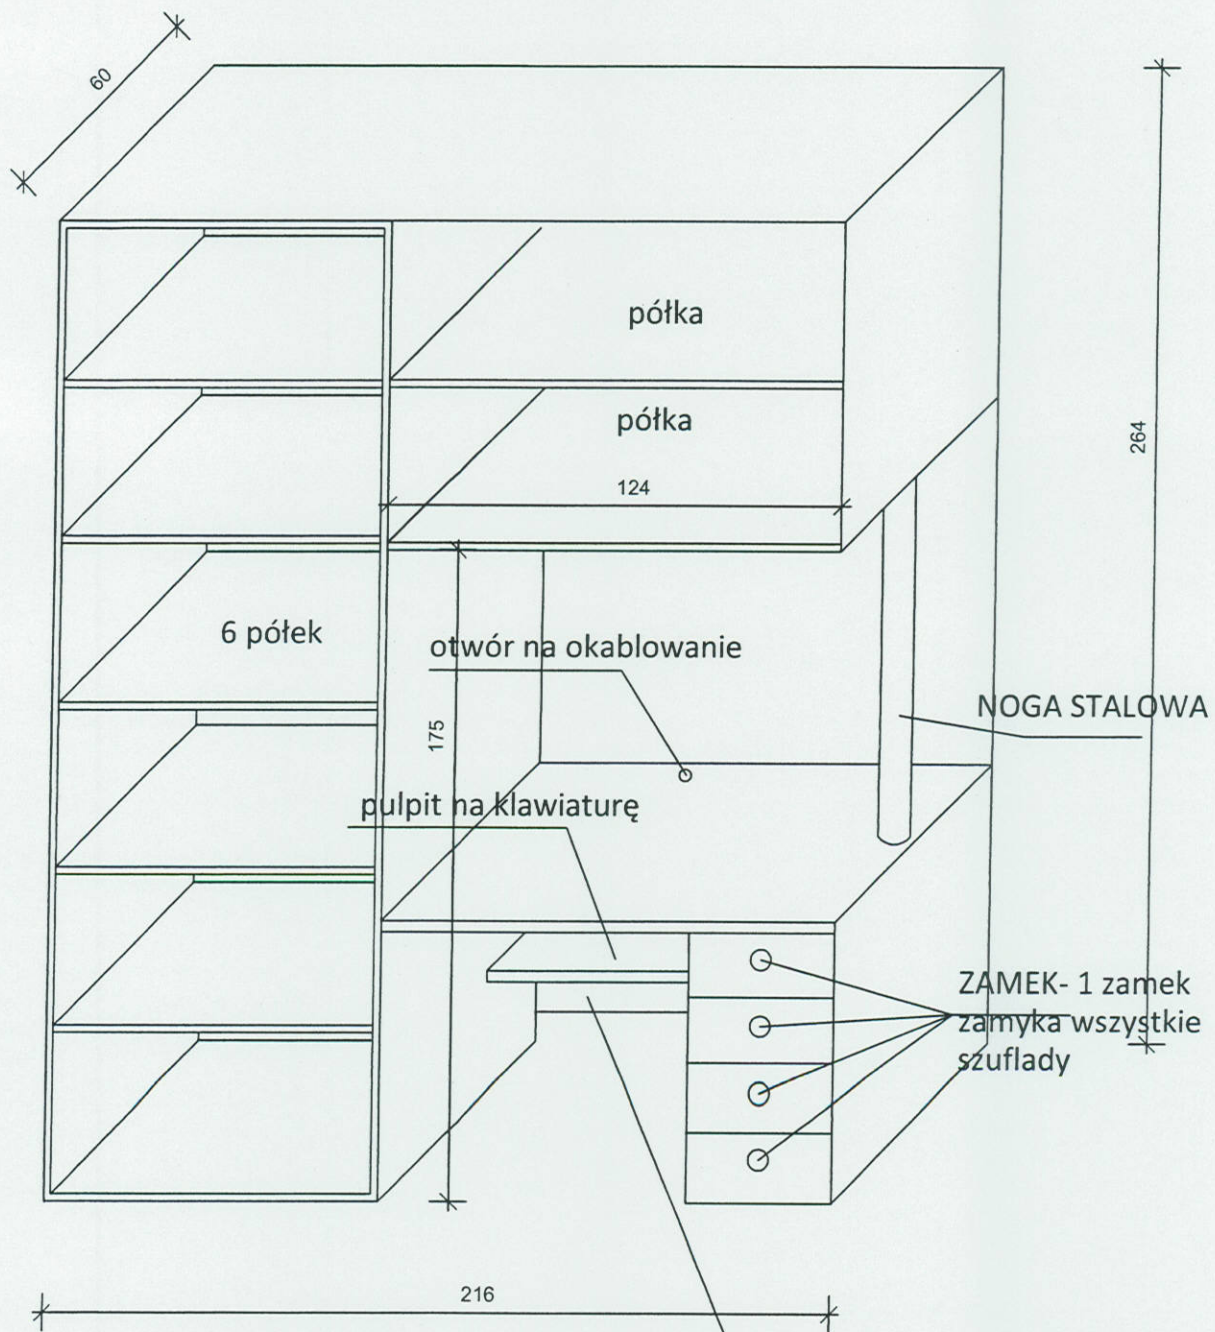 60
półka
półka
124
264
6 półek
otwór na okablowanie
NOGA STALOWA
175
pulpit na klawiaturę
ZAMEK- 1 zamek
zamyka wszystkie
szuflady
216